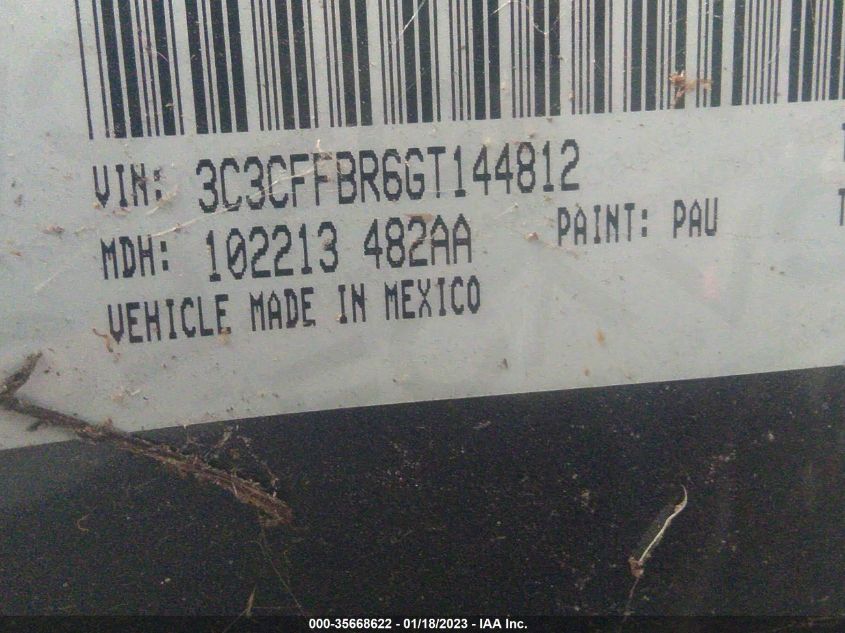 VIN: 3C3CFFBR6GT144812
MDH: 102213 482AA PAINT: PAU
VEHICLE MADE IN MEXICO
000-35668622 - 01/18/2023 - IAA Inc.